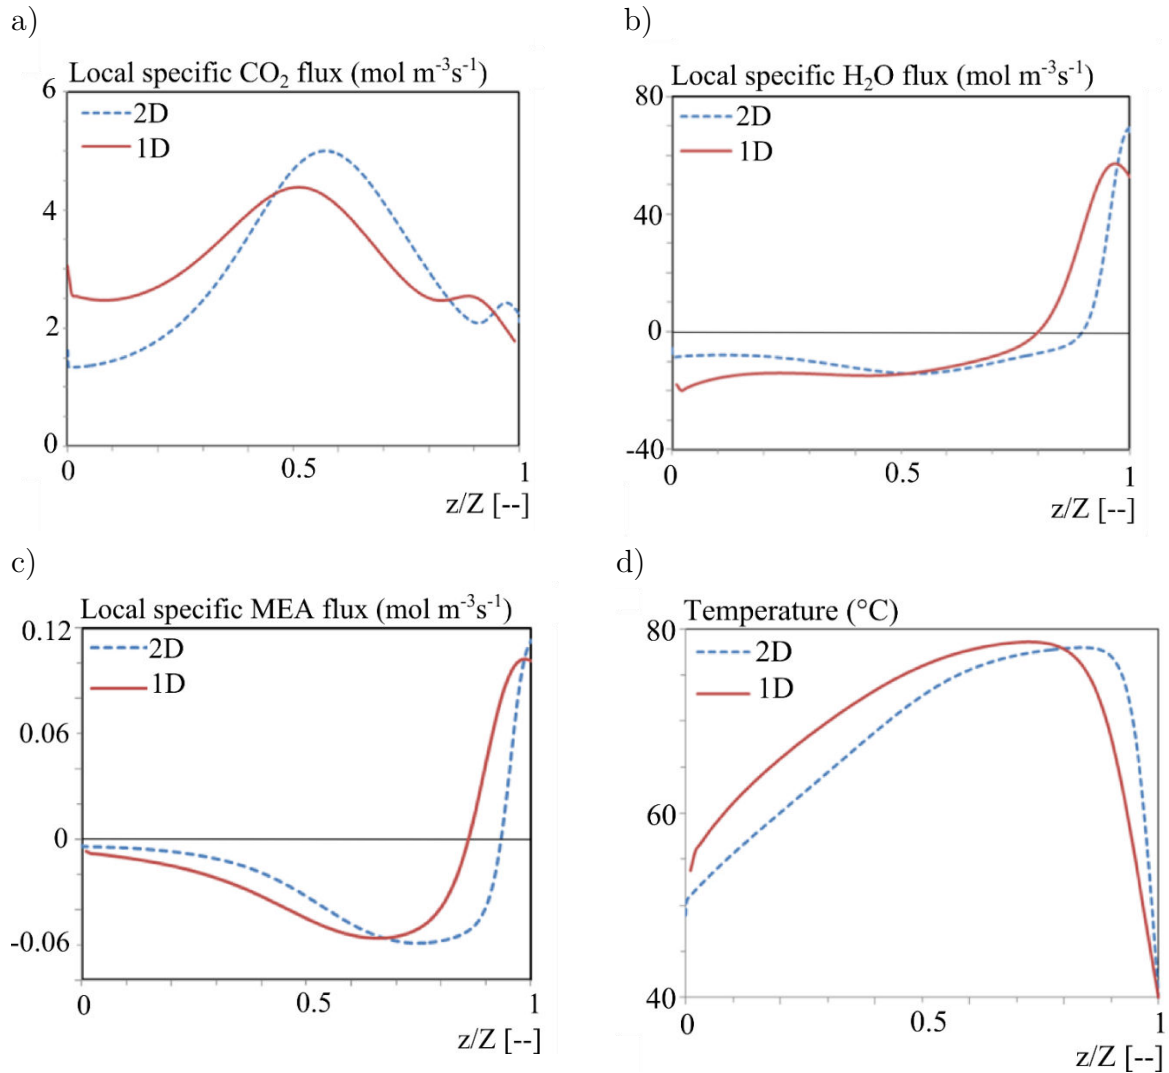 a)
Local specific CO₂ flux (mol m⁻³s⁻¹)
6
2D
1D
4
2
0
0
0.5
1
z/Z [--]
b)
Local specific H₂O flux (mol m⁻³s⁻¹)
80
2D
1D
40
0
-40
0
0.5
1
z/Z [--]
c)
Local specific MEA flux (mol m⁻³s⁻¹)
0.12
2D
1D
0.06
0
-0.06
0
0.5
1
z/Z [--]
d)
Temperature (°C)
80
2D
1D
60
40
0
0.5
1
z/Z [--]